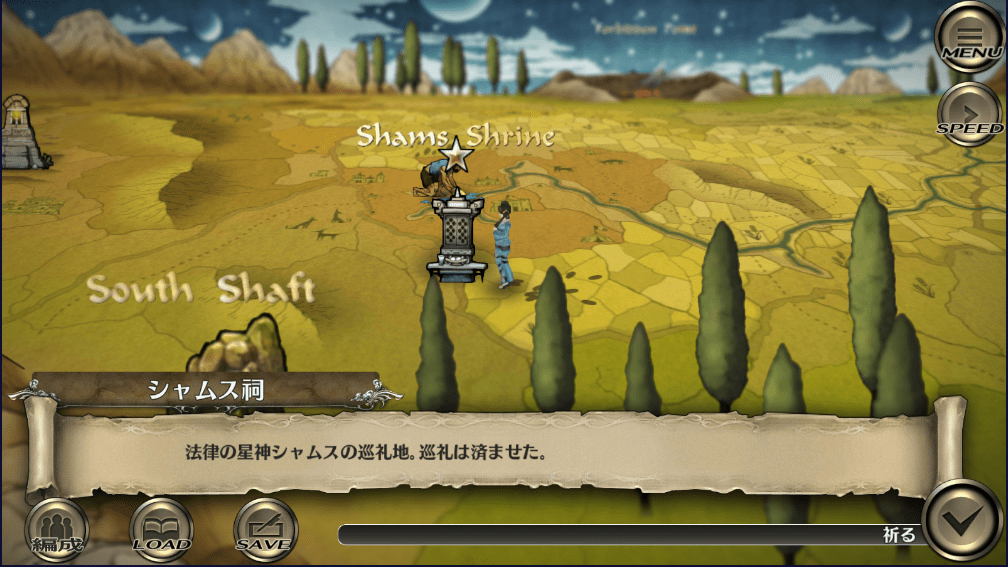 MENU
SPEED
Shams Shrine
South Shaft
シャムス祠
法律の星神シャムスの巡礼地。巡礼は済ませた。
編成
LOAD
SAVE
祈る